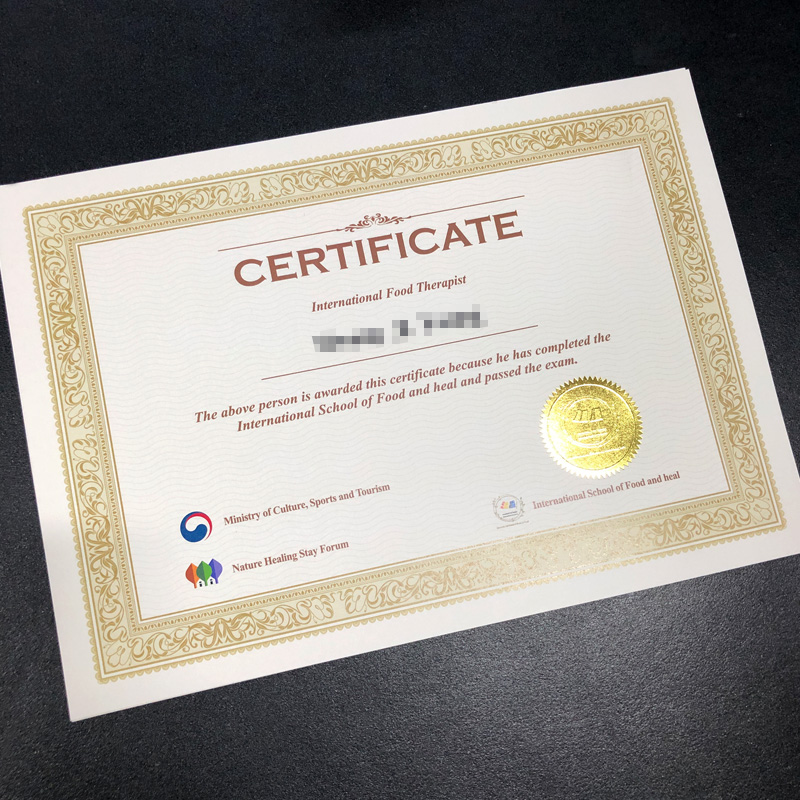 CERTIFICATE
International Food Therapist
The above person is awarded this certificate because he has completed the
International School of Food and heal and passed the exam.
Ministry of Culture, Sports and Tourism
Nature Healing Stay Forum
International School of Food and heal